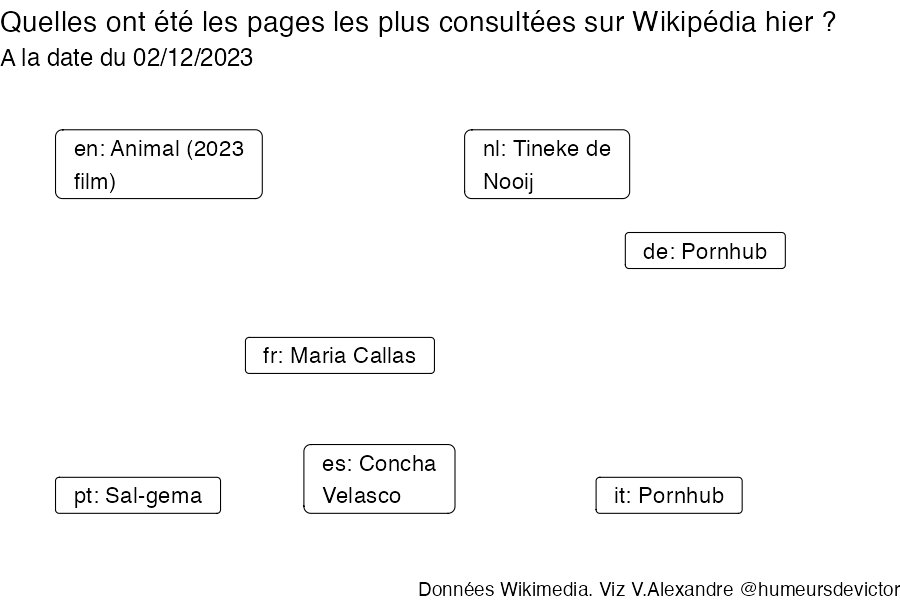 Quelles ont été les pages les plus consultées sur Wikipédia hier ?
A la date du 02/12/2023
en: Animal (2023
film)
nl: Tineke de
Nooij
de: Pornhub
fr: Maria Callas
es: Concha
Velasco
pt: Sal-gema
it: Pornhub
Données Wikimedia. Viz V.Alexandre @humeursdevictor